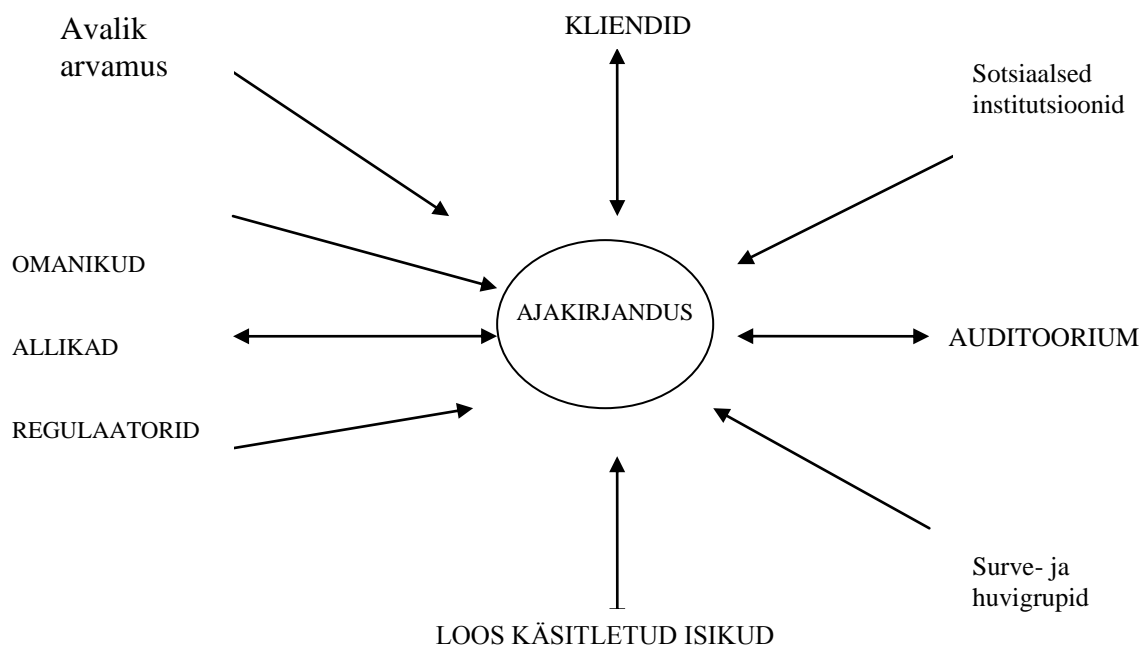 Avalik
arvamus
KLIENDID
Sotsiaalsed
institutsioonid
OMANIKUD
AJAKIRJANDUS
ALLIKAD
AUDITOORIUM
REGULAATORID
Surve- ja
huvigrupid
LOOS KÄSITLETUD ISIKUD